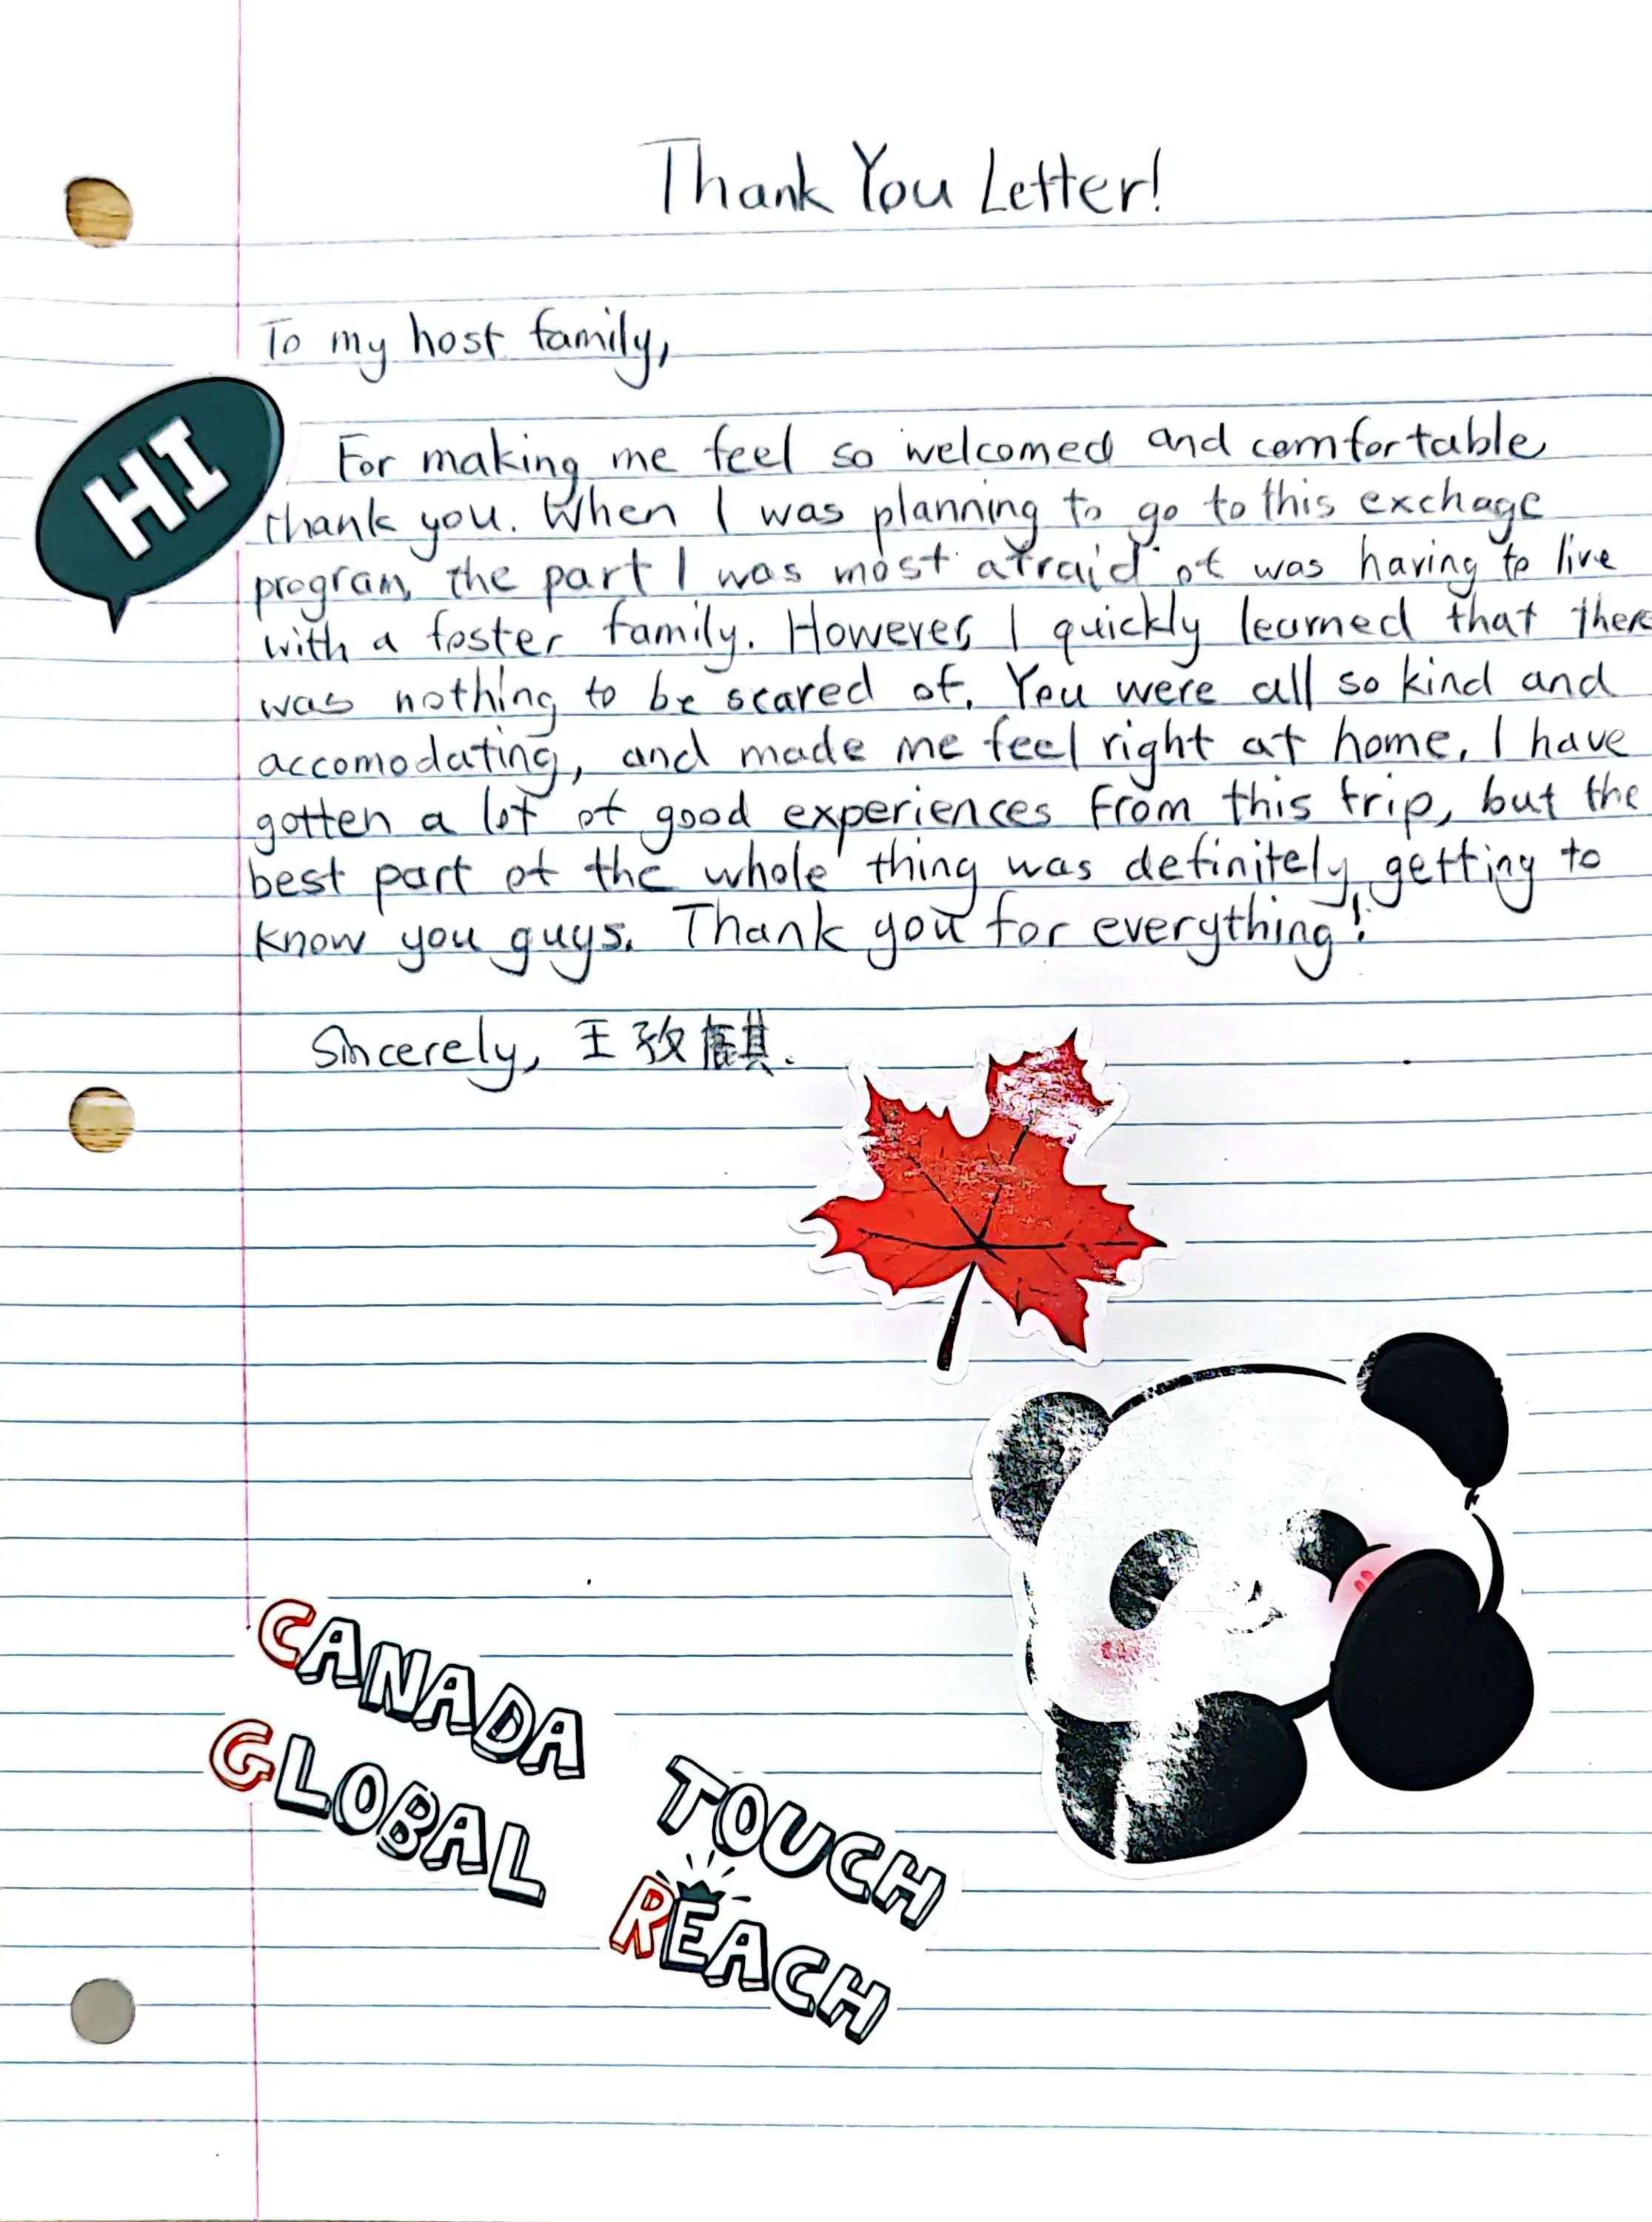 Thank You Letter!
To my host family,
HI
For making me feel so welcomed and comfortable
thank you. When I was planning to go to this exchage
program, the part I was most afraid of was having to live
with a foster family. However, I quickly learned that there
was nothing to be scared of. You were all so kind and
accomodating, and made me feel right at home. I have
gotten a lot of good experiences from this trip, but the
best part of the whole thing was definitely getting to
know you guys. Thank you for everything!
Sincerely, 王孜麒.
CANADA
GLOBAL
TOUCH
REACH